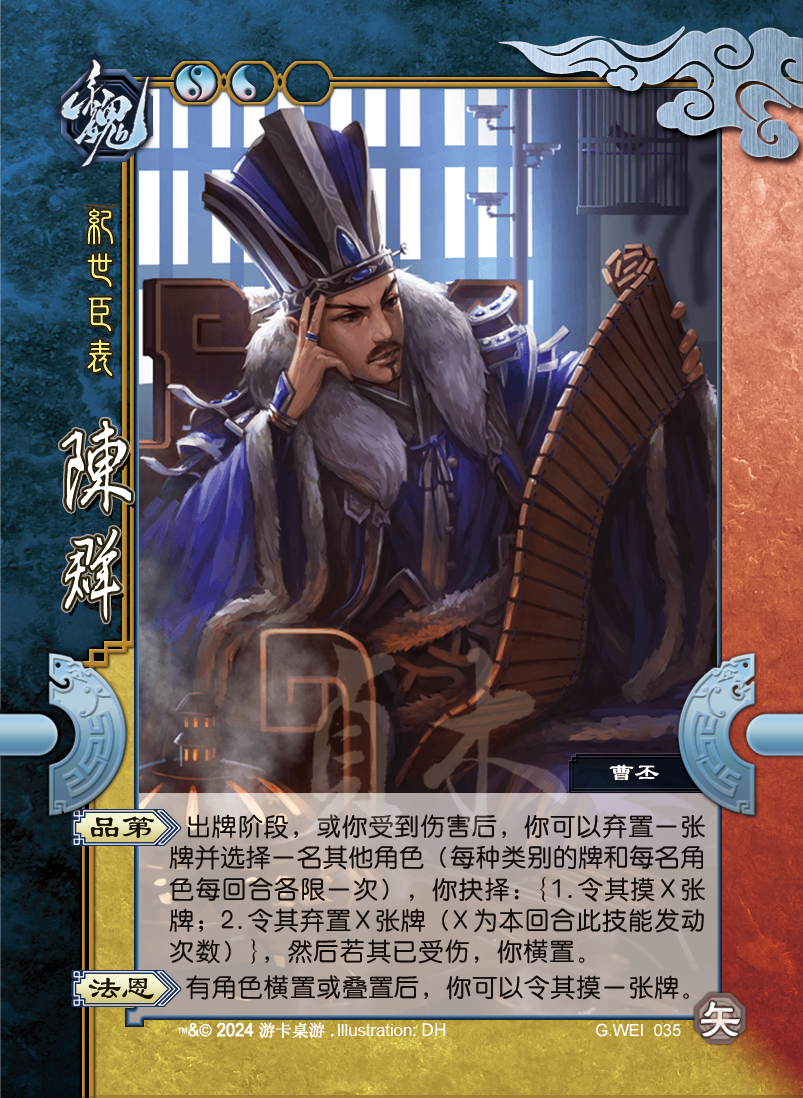 魏
紀世臣表
陳群
曹丕
品第
出牌阶段，或你受到伤害后，你可以弃置一张
牌并选择一名其他角色（每种类别的牌和每名角
色每回合各限一次），你抉择：{1.令其摸X张
牌；2.令其弃置X张牌（X为本回合此技能发动
次数）}，然后若其已受伤，你横置。
法恩
有角色横置或叠置后，你可以令其摸一张牌。
™&© 2024 游卡桌游 . Illustration: DH
G.WEI 035
矢